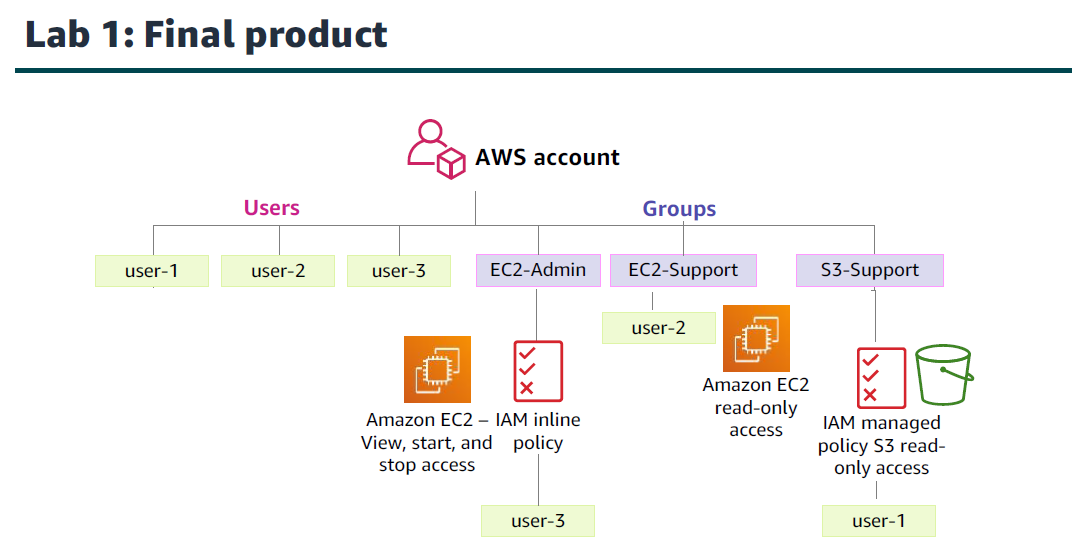 Lab 1: Final product
AWS account
Users
Groups
user-1
user-2
user-3
EC2-Admin
EC2-Support
S3-Support
user-2
Amazon EC2 –
View, start, and
stop access
IAM inline
policy
Amazon EC2
read-only
access
IAM managed
policy S3 read-
only access
user-3
user-1